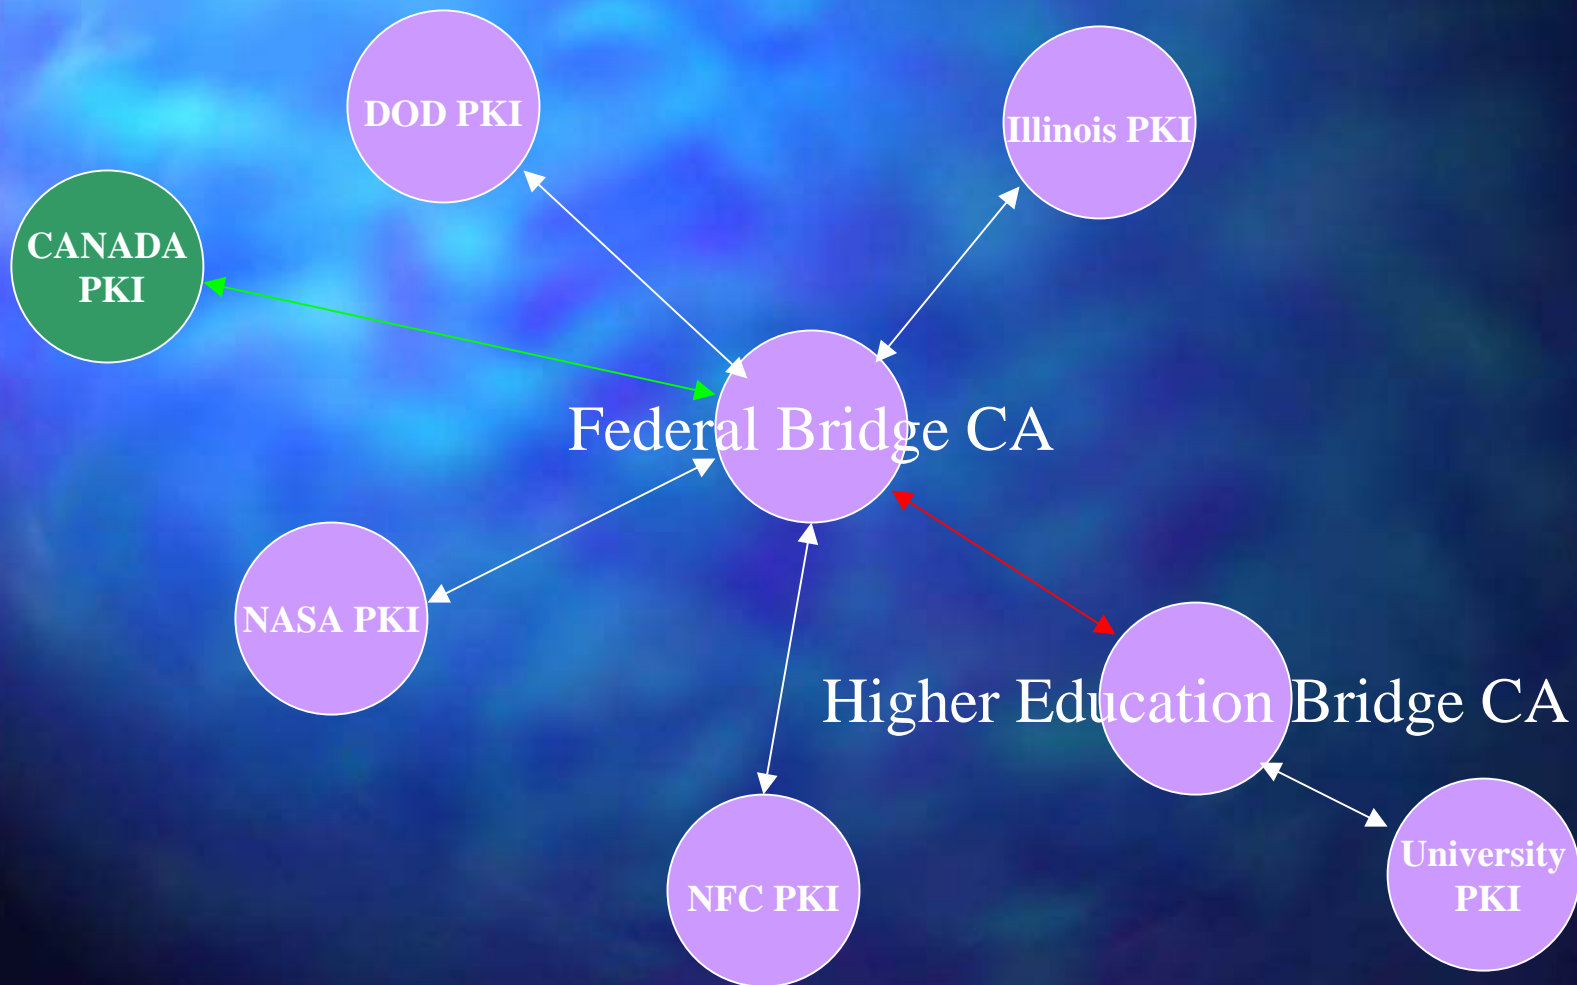 DOD PKI
Illinois PKI
CANADA
PKI
Federal Bridge CA
NASA PKI
Higher Education Bridge CA
University
PKI
NFC PKI